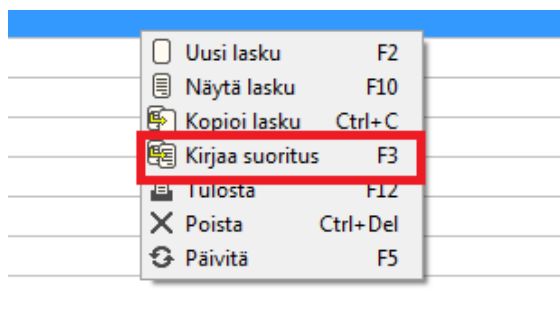 Uusi lasku F2
Näytä lasku F10
Kopioi lasku Ctrl+C
Kirjaa suoritus F3
Tulosta F12
Poista Ctrl+Del
Päivitä F5